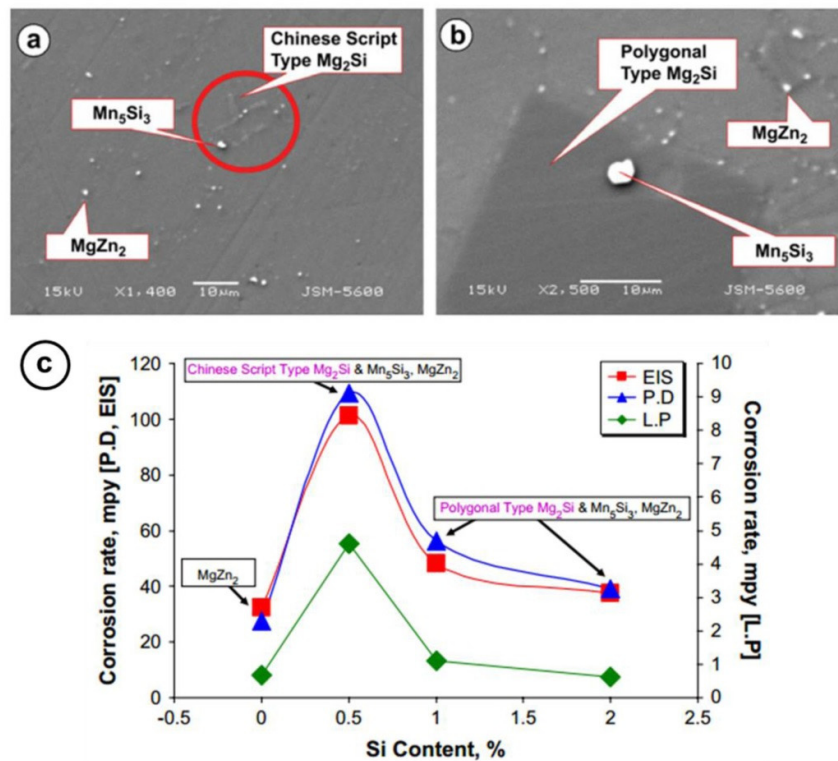 a
Chinese Script
Type Mg₂Si
Mn₅Si₃
MgZn₂
15kV X1,400 10μm JSM-5600
b
Polygonal
Type Mg₂Si
MgZn₂
Mn₅Si₃
15kV X2,500 10μm JSM-5600
c
Corrosion rate, mpy [P.D, EIS]
120
100
80
60
40
20
0
Chinese Script Type Mg₂Si & Mn₅Si₃, MgZn₂
MgZn₂
Polygonal Type Mg₂Si & Mn₅Si₃, MgZn₂
EIS
P.D
L.P
10
9
8
7
6
5
4
3
2
1
0
Corrosion rate, mpy [L.P]
-0.5 0 0.5 1 1.5 2 2.5
Si Content, %